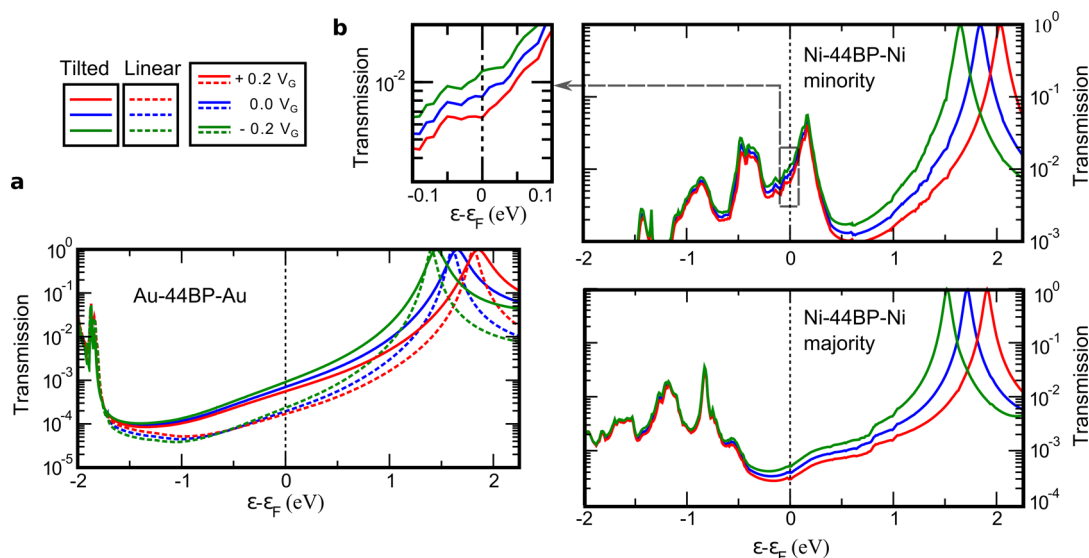 Tilted Linear
+ 0.2 V_G
0.0 V_G
- 0.2 V_G
a
Transmission
10^0
10^-1
10^-2
10^-3
10^-4
10^-5
Au-44BP-Au
-2 -1 0 1 2
ε-ε_F (eV)
b
Transmission
10^-2
-0.1 0 0.1
ε-ε_F (eV)
Ni-44BP-Ni
minority
10^0
10^-1
10^-2
10^-3
Transmission
-2 -1 0 1 2
Ni-44BP-Ni
majority
10^0
10^-1
10^-2
10^-3
10^-4
Transmission
-2 -1 0 1 2
ε-ε_F (eV)